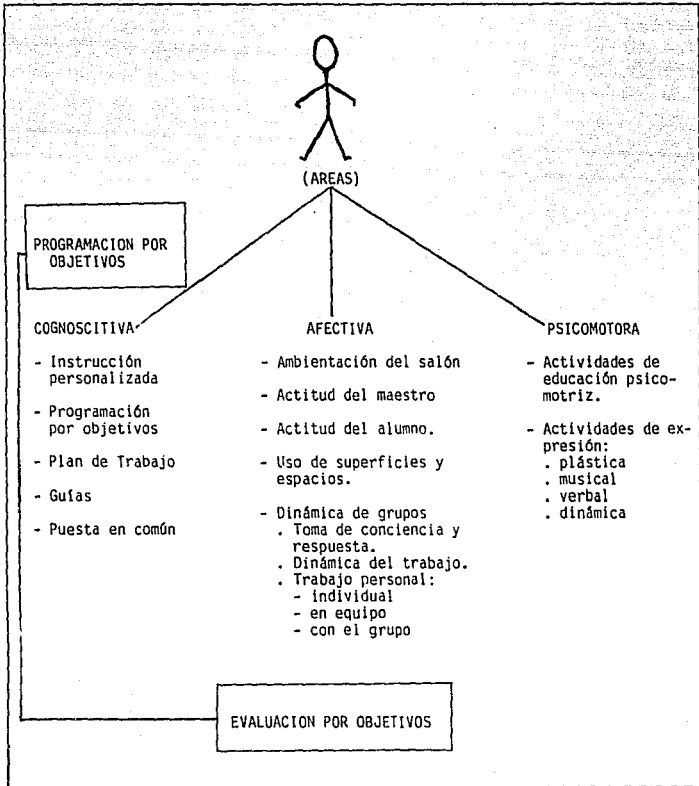 (AREAS)
PROGRAMACION POR
OBJETIVOS
COGNOSCITIVA
- Instrucción
personalizada
- Programación
por objetivos
- Plan de Trabajo
- Guías
- Puesta en común
AFECTIVA
- Ambientación del salón
- Actitud del maestro
- Actitud del alumno.
- Uso de superficies y
espacios.
- Dinámica de grupos
. Toma de conciencia y
respuesta.
. Dinámica del trabajo.
. Trabajo personal:
- individual
- en equipo
- con el grupo
PSICOMOTORA
- Actividades de
educación psico-
motriz.
- Actividades de ex-
presión:
. plástica
. musical
. verbal
. dinámica
EVALUACION POR OBJETIVOS